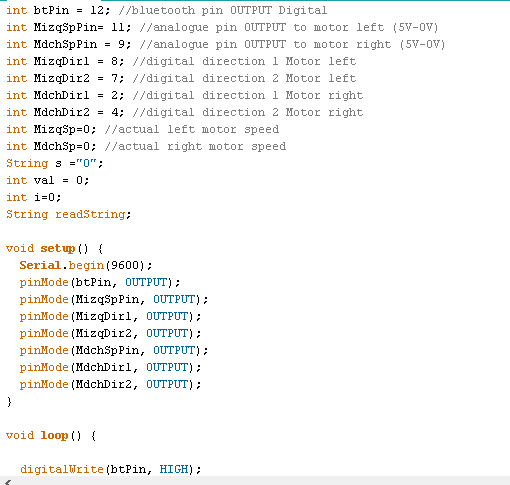 int btPin = 12; //bluetooth pin OUTPUT Digital
int MizqSpPin= 11; //analogue pin OUTPUT to motor left (5V-0V)
int MdchSpPin = 9; //analogue pin OUTPUT to motor right (5V-0V)
int MizqDir1 = 8; //digital direction 1 Motor left
int MizqDir2 = 7; //digital direction 2 Motor left
int MdchDir1 = 2; //digital direction 1 Motor right
int MdchDir2 = 4; //digital direction 2 Motor right
int MizqSp=0; //actual left motor speed
int MdchSp=0; //actual right motor speed
String s ="0";
int val = 0;
int i=0;
String readString;

void setup() {
  Serial.begin(9600);
  pinMode(btPin, OUTPUT);
  pinMode(MizqSpPin, OUTPUT);
  pinMode(MizqDir1, OUTPUT);
  pinMode(MizqDir2, OUTPUT);
  pinMode(MdchSpPin, OUTPUT);
  pinMode(MdchDir1, OUTPUT);
  pinMode(MdchDir2, OUTPUT);
}

void loop() {

  digitalWrite(btPin, HIGH);